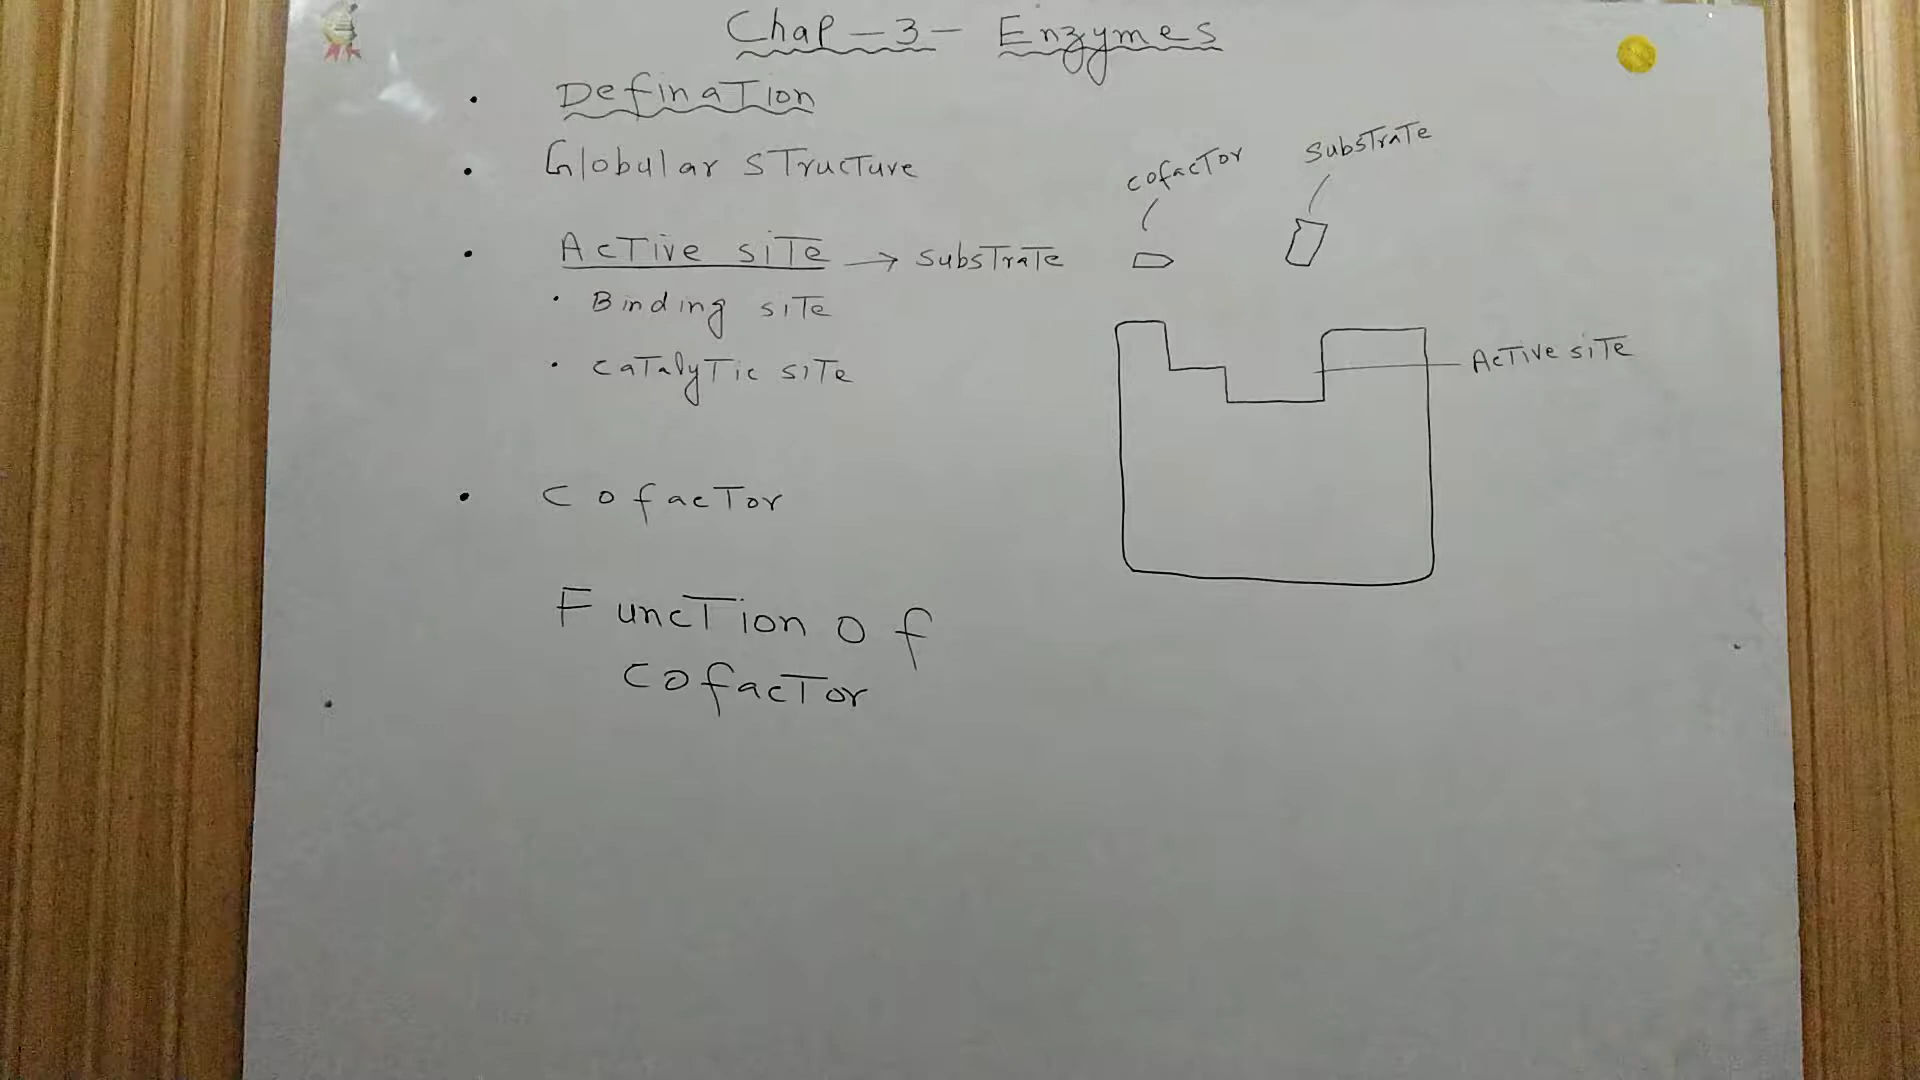 Chap - 3 - Enzymes
• Defination
• Globular structure
• Active site → substrate
• Binding site
• catalytic site
• cofactor
Function of
cofactor
cofactor
substrate
Active site